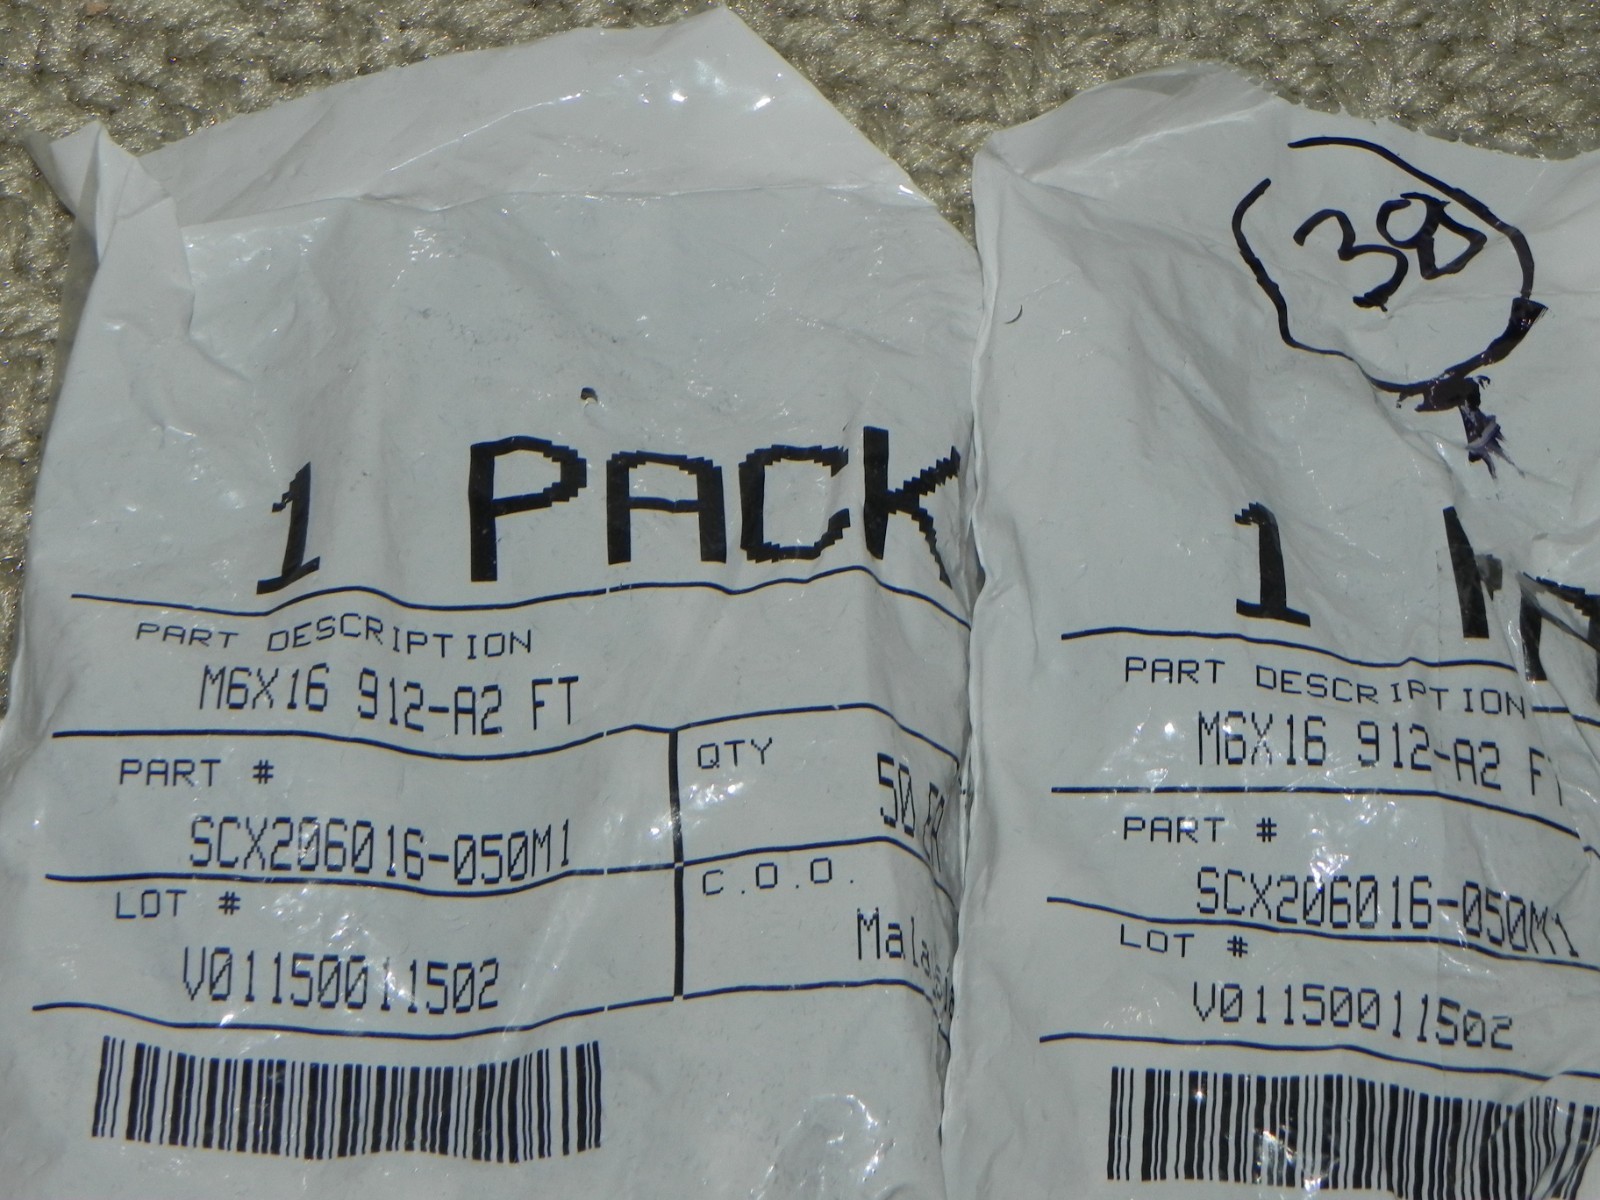 1 PACK
PART DESCRIPTION
M6X16 912-A2 FT
PART #
SCX206016-050M1
QTY
50
LOT #
V01150011502
C.O.O.
38
1
PART DESCRIPTION
M6X16 912-A2
PART #
SCX206016-050M1
LOT #
V01150011502